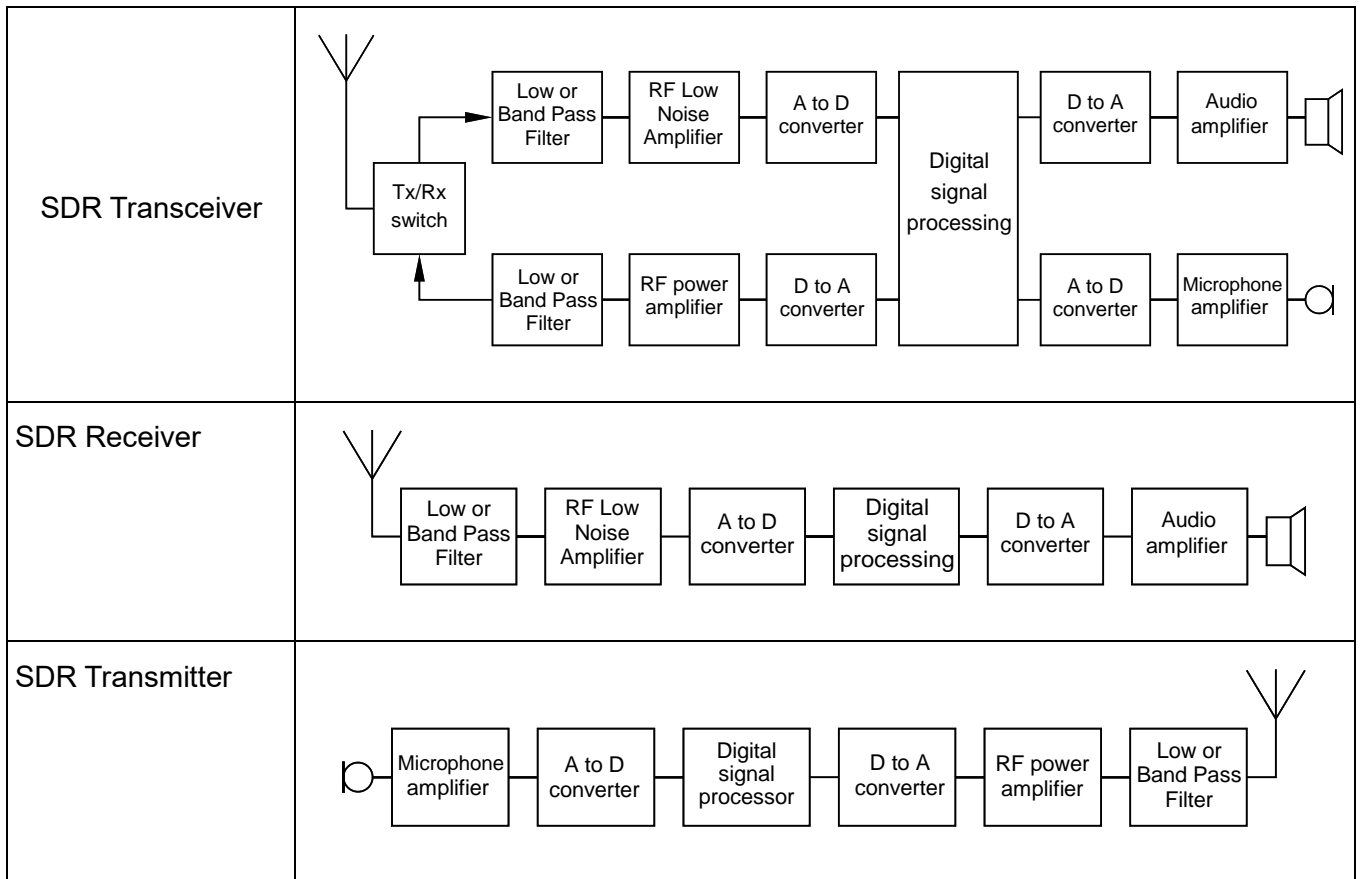 SDR Transceiver
Tx/Rx
switch
Low or
Band Pass
Filter
RF Low
Noise
Amplifier
A to D
converter
Digital
signal
processing
D to A
converter
Audio
amplifier
Low or
Band Pass
Filter
RF power
amplifier
D to A
converter
A to D
converter
Microphone
amplifier
SDR Receiver
Low or
Band Pass
Filter
RF Low
Noise
Amplifier
A to D
converter
Digital
signal
processing
D to A
converter
Audio
amplifier
SDR Transmitter
Microphone
amplifier
A to D
converter
Digital
signal
processor
D to A
converter
RF power
amplifier
Low or
Band Pass
Filter